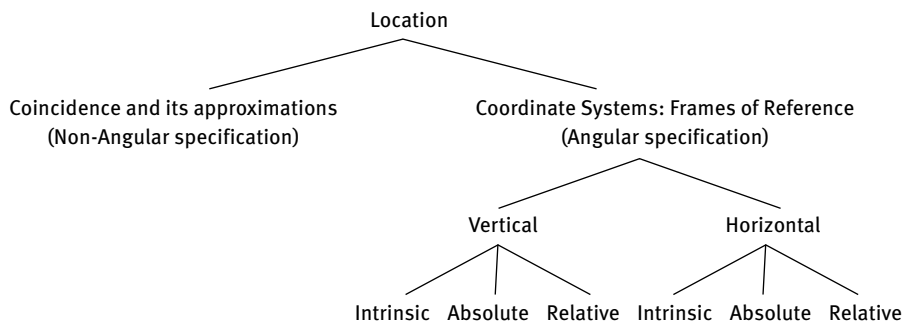 Location
Coincidence and its approximations
(Non-Angular specification)
Coordinate Systems: Frames of Reference
(Angular specification)
Vertical
Horizontal
Intrinsic Absolute Relative Intrinsic Absolute Relative